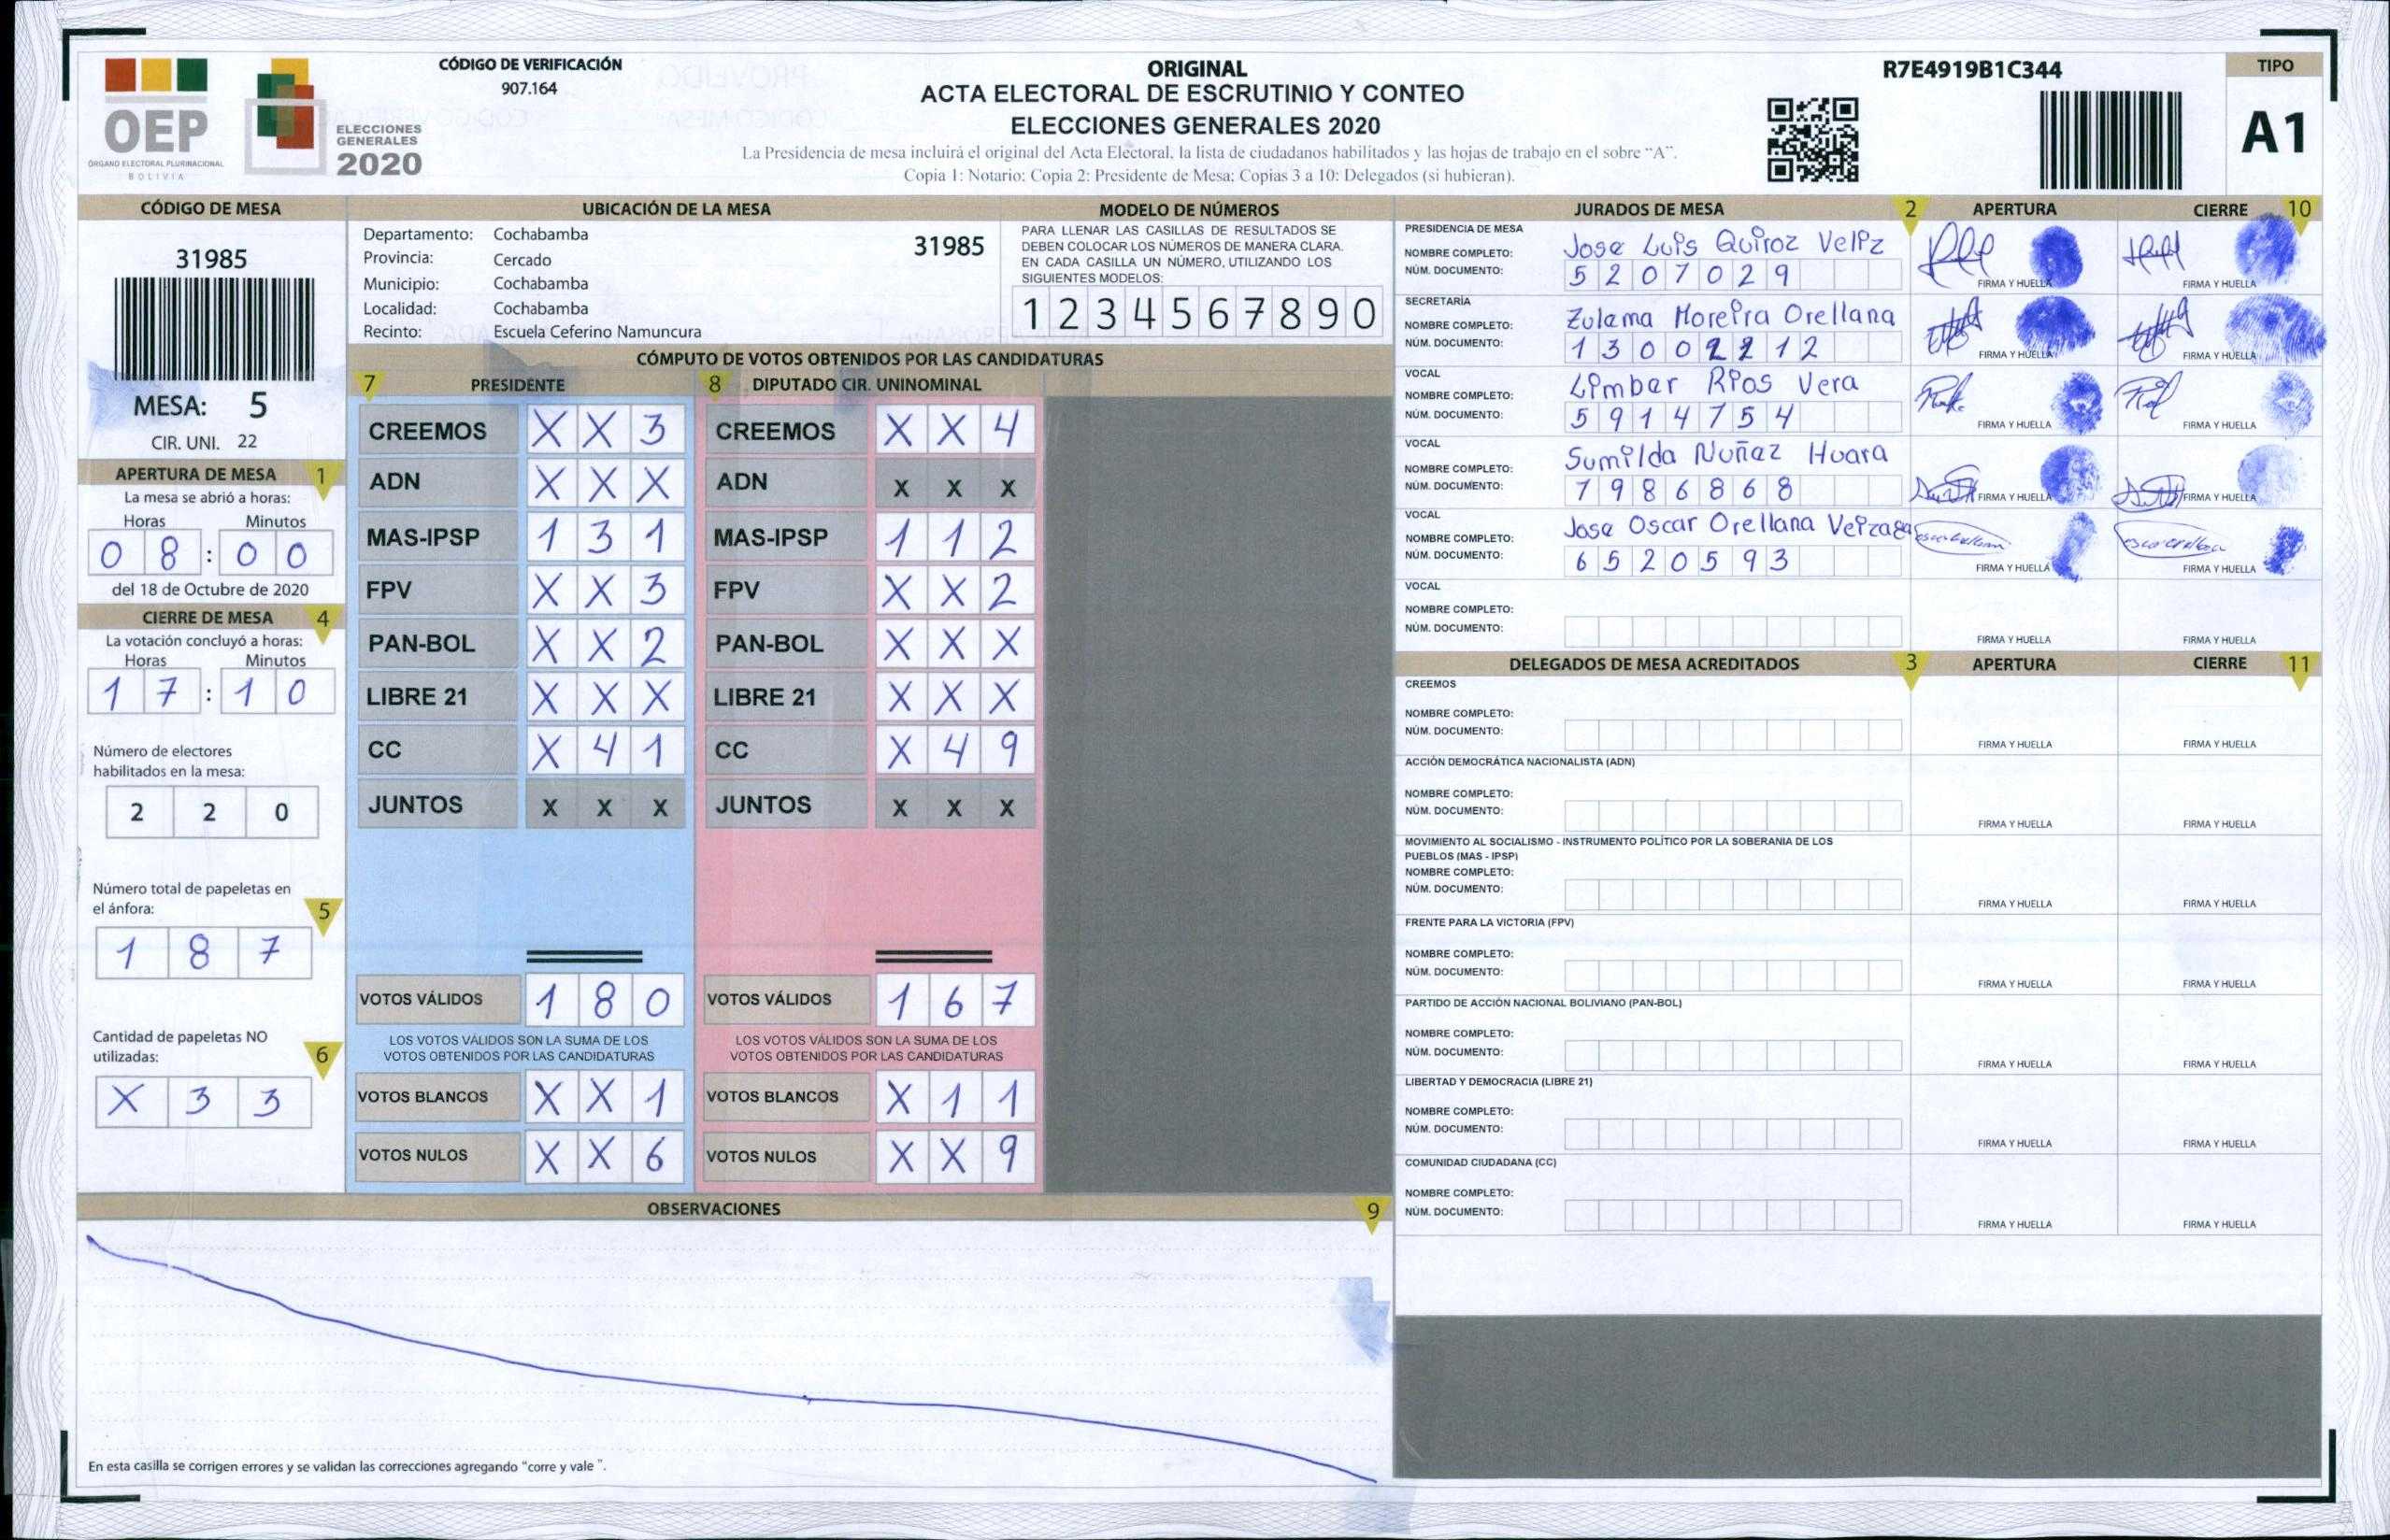 OEP
ÓRGANO ELECTORAL PLURINACIONAL
BOLIVIA
ELECCIONES
GENERALES
2020
CÓDIGO DE VERIFICACIÓN
907.164
ORIGINAL
ACTA ELECTORAL DE ESCRUTINIO Y CONTEO
ELECCIONES GENERALES 2020
La Presidencia de mesa incluirá el original del Acta Electoral, la lista de ciudadanos habilitados y las hojas de trabajo en el sobre “A”.
Copia 1: Notario; Copia 2: Presidente de Mesa; Copias 3 a 10: Delegados (si hubieran).
R7E4919B1C344
TIPO
A1
CÓDIGO DE MESA
31985
MESA: 5
CIR. UNI. 22
APERTURA DE MESA 1
La mesa se abrió a horas:
Horas Minutos
0 8 : 0 0
del 18 de Octubre de 2020
CIERRE DE MESA 4
La votación concluyó a horas:
Horas Minutos
1 7 : 1 0
Número de electores
habilitados en la mesa:
2 2 0
Número total de papeletas en
el ánfora: 5
1 8 7
Cantidad de papeletas NO
utilizadas: 6
X 3 3
UBICACIÓN DE LA MESA
Departamento: Cochabamba
Provincia: Cercado
Municipio: Cochabamba
Localidad: Cochabamba
Recinto: Escuela Ceferino Namuncura
31985
MODELO DE NÚMEROS
PARA LLENAR LAS CASILLAS DE RESULTADOS SE
DEBEN COLOCAR LOS NÚMEROS DE MANERA CLARA.
EN CADA CASILLA UN NÚMERO, UTILIZANDO LOS
SIGUIENTES MODELOS:
1 2 3 4 5 6 7 8 9 0
CÓMPUTO DE VOTOS OBTENIDOS POR LAS CANDIDATURAS
7 PRESIDENTE 8 DIPUTADO CIR. UNINOMINAL
CREEMOS X X 3 CREEMOS X X 4
ADN X X X ADN X X X
MAS-IPSP 1 3 1 MAS-IPSP 1 1 2
FPV X X 3 FPV X X 2
PAN-BOL X X 2 PAN-BOL X X X
LIBRE 21 X X X LIBRE 21 X X X
CC X 4 1 CC X 4 9
JUNTOS X X X JUNTOS X X X
VOTOS VÁLIDOS 1 8 0 VOTOS VÁLIDOS 1 6 7
LOS VOTOS VÁLIDOS SON LA SUMA DE LOS LOS VOTOS VÁLIDOS SON LA SUMA DE LOS
VOTOS OBTENIDOS POR LAS CANDIDATURAS VOTOS OBTENIDOS POR LAS CANDIDATURAS
VOTOS BLANCOS X X 1 VOTOS BLANCOS X 1 1
VOTOS NULOS X X 6 VOTOS NULOS X X 9
OBSERVACIONES 9
En esta casilla se corrigen errores y se validan las correcciones agregando "corre y vale ".
JURADOS DE MESA 2 APERTURA CIERRE 10
PRESIDENCIA DE MESA
NOMBRE COMPLETO: Jose Luis Quiroz Veliz
NÚM. DOCUMENTO: 5 2 0 7 0 2 9
FIRMA Y HUELLA FIRMA Y HUELLA
SECRETARÍA
NOMBRE COMPLETO: Zulema Moreira Orellana
NÚM. DOCUMENTO: 1 3 0 0 2 2 1 2
FIRMA Y HUELLA FIRMA Y HUELLA
VOCAL
NOMBRE COMPLETO: Limber Rios Vera
NÚM. DOCUMENTO: 5 9 1 4 7 5 4
FIRMA Y HUELLA FIRMA Y HUELLA
VOCAL
NOMBRE COMPLETO: Sumilda Nuñez Huara
NÚM. DOCUMENTO: 7 9 8 6 8 6 8
FIRMA Y HUELLA FIRMA Y HUELLA
VOCAL
NOMBRE COMPLETO: Jose Oscar Orellana Veizaga
NÚM. DOCUMENTO: 6 5 2 0 5 9 3
FIRMA Y HUELLA FIRMA Y HUELLA
VOCAL
NOMBRE COMPLETO:
NÚM. DOCUMENTO:
FIRMA Y HUELLA FIRMA Y HUELLA
DELEGADOS DE MESA ACREDITADOS 3 APERTURA CIERRE 11
CREEMOS
NOMBRE COMPLETO:
NÚM. DOCUMENTO:
FIRMA Y HUELLA FIRMA Y HUELLA
ACCIÓN DEMOCRÁTICA NACIONALISTA (ADN)
NOMBRE COMPLETO:
NÚM. DOCUMENTO:
FIRMA Y HUELLA FIRMA Y HUELLA
MOVIMIENTO AL SOCIALISMO - INSTRUMENTO POLÍTICO POR LA SOBERANIA DE LOS
PUEBLOS (MAS - IPSP)
NOMBRE COMPLETO:
NÚM. DOCUMENTO:
FIRMA Y HUELLA FIRMA Y HUELLA
FRENTE PARA LA VICTORIA (FPV)
NOMBRE COMPLETO:
NÚM. DOCUMENTO:
FIRMA Y HUELLA FIRMA Y HUELLA
PARTIDO DE ACCIÓN NACIONAL BOLIVIANO (PAN-BOL)
NOMBRE COMPLETO:
NÚM. DOCUMENTO:
FIRMA Y HUELLA FIRMA Y HUELLA
LIBERTAD Y DEMOCRACIA (LIBRE 21)
NOMBRE COMPLETO:
NÚM. DOCUMENTO:
FIRMA Y HUELLA FIRMA Y HUELLA
COMUNIDAD CIUDADANA (CC)
NOMBRE COMPLETO:
NÚM. DOCUMENTO:
FIRMA Y HUELLA FIRMA Y HUELLA